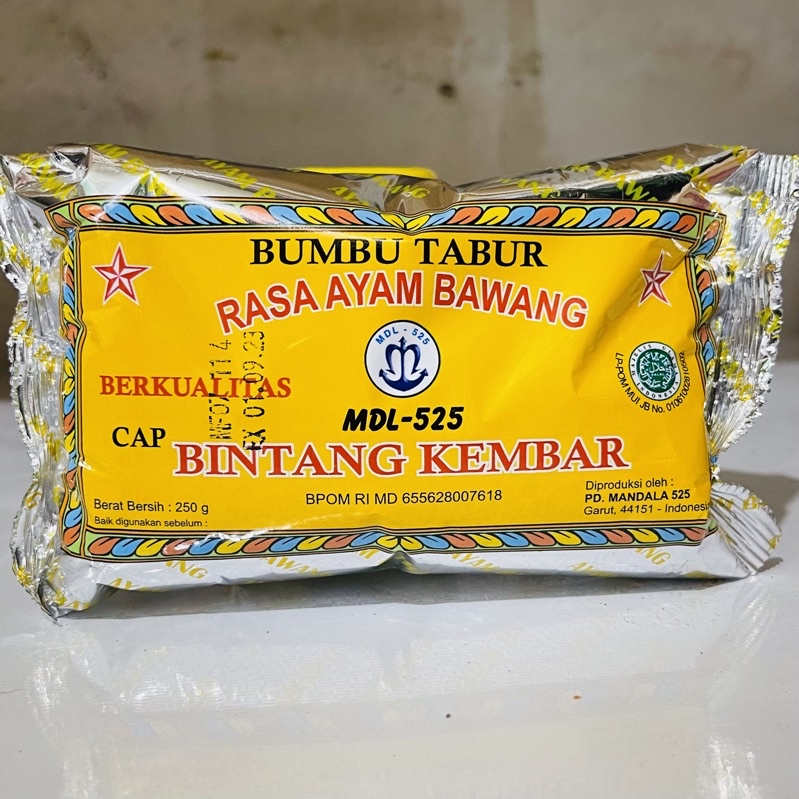 BUMBU TABUR
RASA AYAM BAWANG
MDL - 525
BERKUALITAS
MDL-525
CAP BINTANG KEMBAR
BPOM RI MD 655628007618
Berat Bersih : 250 g
Baik digunakan sebelum :
Diproduksi oleh :
PD. MANDALA 525
Garut, 44151 - Indonesi